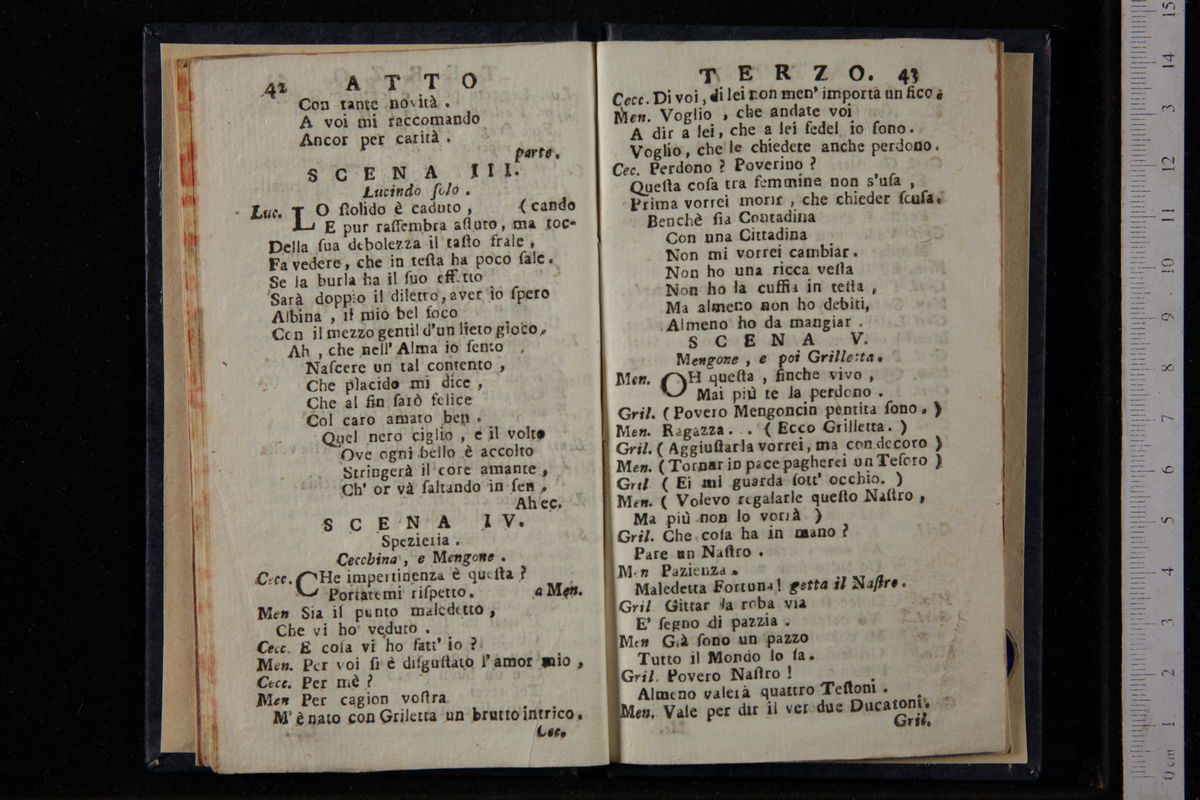 42 A T T O
Con tante novità .
A voi mi raccomando
Ancor per carità .
parte.
S C E N A III.
Lucindo ſolo .
Luc. LO ſtolido è caduto , (cando
E pur raſſembra aſtuto, ma toc-
Della ſua debolezza il taſto frale ,
Fa vedere, che in teſta ha poco ſale.
Se la burla ha il ſuo effetto
Sarà doppio il diletto, aver io ſpero
Albina , il mio bel foco
Con il mezzo gentil d'un lieto gioco,
Ah , che nell' Alma io ſento
Naſcere un tal contento ,
Che placido mi dice ,
Che al fin ſarò felice
Col caro amato ben .
Quel nero ciglio , e il volto
Ove ogni bello è accolto
Stringerà il core amante ,
Ch' or và ſaltando in ſen .
Ah ec.
S C E N A IV.
Spezieria .
Cecchina , e Mengone .
Cecc. CHe impertinenza è queſta ?
Portatemi riſpetto. a Men.
Men Sia il punto maledetto ,
Che vi ho veduto .
Cecc. E coſa vi ho fatt' io ?
Men. Per voi ſi è diſguſtato l'amor mio ,
Cecc. Per mè ?
Men Per cagion voſtra.
M'è nato con Griletta un brutto intrico.
Cec.
T E R Z O. 43
Cecc. Di voi, di lei non men' importa un fico.
Men. Voglio , che andate voi
A dir a lei, che a lei fedel io ſono.
Voglio, che le chiedete anche perdono.
Cec. Perdono ? Poverino ?
Queſta coſa tra femmine non s'uſa ,
Prima vorrei morir , che chieder ſcuſa.
Benchè ſia Contadina
Con una Cittadina
Non mi vorrei cambiar.
Non ho una ricca veſta
Non ho la cuffia in teſta ,
Ma almeno non ho debiti,
Almeno ho da mangiar .
S C E N A V.
Mengone , e poi Grilletta.
Men. OH queſta , finche vivo ,
Mai più te la perdono .
Gril. (Povero Mengoncin pentita ſono. )
Men. Ragazza. . . ( Ecco Grilletta. )
Gril. ( Aggiuſtarla vorrei, ma con decoro )
Men. (Tornar in pace pagherei un Teſoro )
Gril ( Ei mi guarda ſott' occhio. )
Men. ( Volevo regalarle queſto Naſtro ,
Ma più non lo vorià )
Gril. Che coſa ha in mano ?
Pare un Naſtro .
Men Pazienza .
Maledetta Fortuna! getta il Naſtro.
Gril Gittar la roba via
E' ſegno di pazzia .
Men Già ſono un pazzo
Tutto il Mondo lo ſa.
Gril. Povero Naſtro !
Almeno valerà quattro Teſtoni .
Men. Vale per dir il ver due Ducatoni.
Gril.